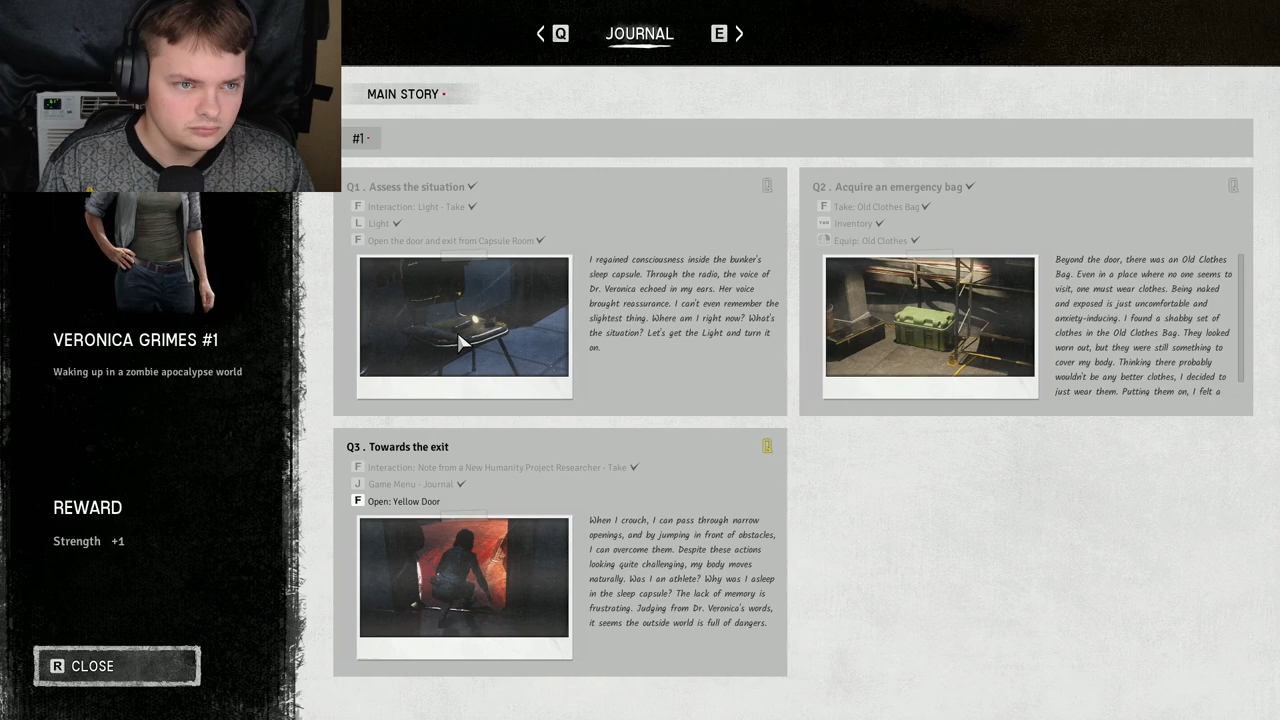 Q
JOURNAL
E
MAIN STORY
#1
Q1 . Assess the situation
F Interaction: Light - Take
L Light
F Open the door and exit from Capsule Room
I regained consciousness inside the bunker's
sleep capsule. Through the radio, the voice of
Dr. Veronica echoed in my ears. Her voice
brought reassurance. I can't even remember the
slightest thing. Where am I right now? What's
the situation? Let's get the Light and turn it
on.
Q2 . Acquire an emergency bag
F Take: Old Clothes Bag
TAB Inventory
Equip: Old Clothes
Beyond the door, there was an Old Clothes
Bag. Even in a place where no one seems to
visit, one must wear clothes. Being naked
and exposed is just uncomfortable and
anxiety-inducing. I found a shabby set of
clothes in the Old Clothes Bag. They looked
worn out, but they were still something to
cover my body. Thinking there probably
wouldn't be any better clothes, I decided to
just wear them. Putting them on, I felt a
Q3 . Towards the exit
F Interaction: Note from a New Humanity Project Researcher - Take
J Game Menu - Journal
F Open: Yellow Door
When I crouch, I can pass through narrow
openings, and by jumping in front of obstacles,
I can overcome them. Despite these actions
looking quite challenging, my body moves
naturally. Was I an athlete? Why was I asleep
in the sleep capsule? The lack of memory is
frustrating. Judging from Dr. Veronica's words,
it seems the outside world is full of dangers.
VERONICA GRIMES #1
Waking up in a zombie apocalypse world
REWARD
Strength +1
R CLOSE